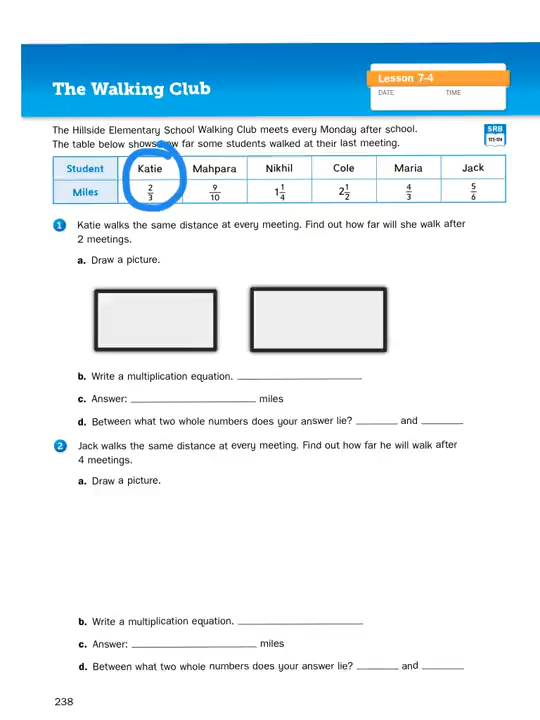 The Walking Club
Lesson 7-4
DATE TIME
The Hillside Elementary School Walking Club meets every Monday after school.
The table below shows how far some students walked at their last meeting.
SRB
Student Katie Mahpara Nikhil Cole Maria Jack
Miles 2/3 9/10 1 1/4 2 1/2 4/3 5/6
1 Katie walks the same distance at every meeting. Find out how far will she walk after
2 meetings.
a. Draw a picture.
b. Write a multiplication equation.
c. Answer: miles
d. Between what two whole numbers does your answer lie? and
2 Jack walks the same distance at every meeting. Find out how far he will walk after
4 meetings.
a. Draw a picture.
b. Write a multiplication equation.
c. Answer: miles
d. Between what two whole numbers does your answer lie? and
238